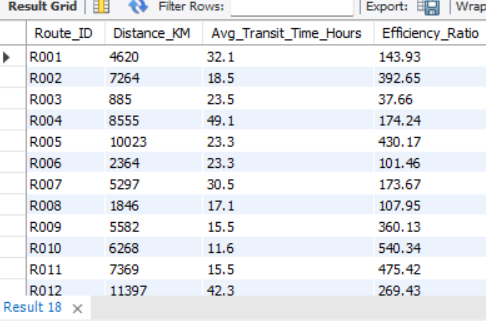 Result Grid Filter Rows: Export: Wrap
Route_ID Distance_KM Avg_Transit_Time_Hours Efficiency_Ratio
R001 4620 32.1 143.93
R002 7264 18.5 392.65
R003 885 23.5 37.66
R004 8555 49.1 174.24
R005 10023 23.3 430.17
R006 2364 23.3 101.46
R007 5297 30.5 173.67
R008 1846 17.1 107.95
R009 5582 15.5 360.13
R010 6268 11.6 540.34
R011 7369 15.5 475.42
R012 11397 42.3 269.43
Result 18 ×